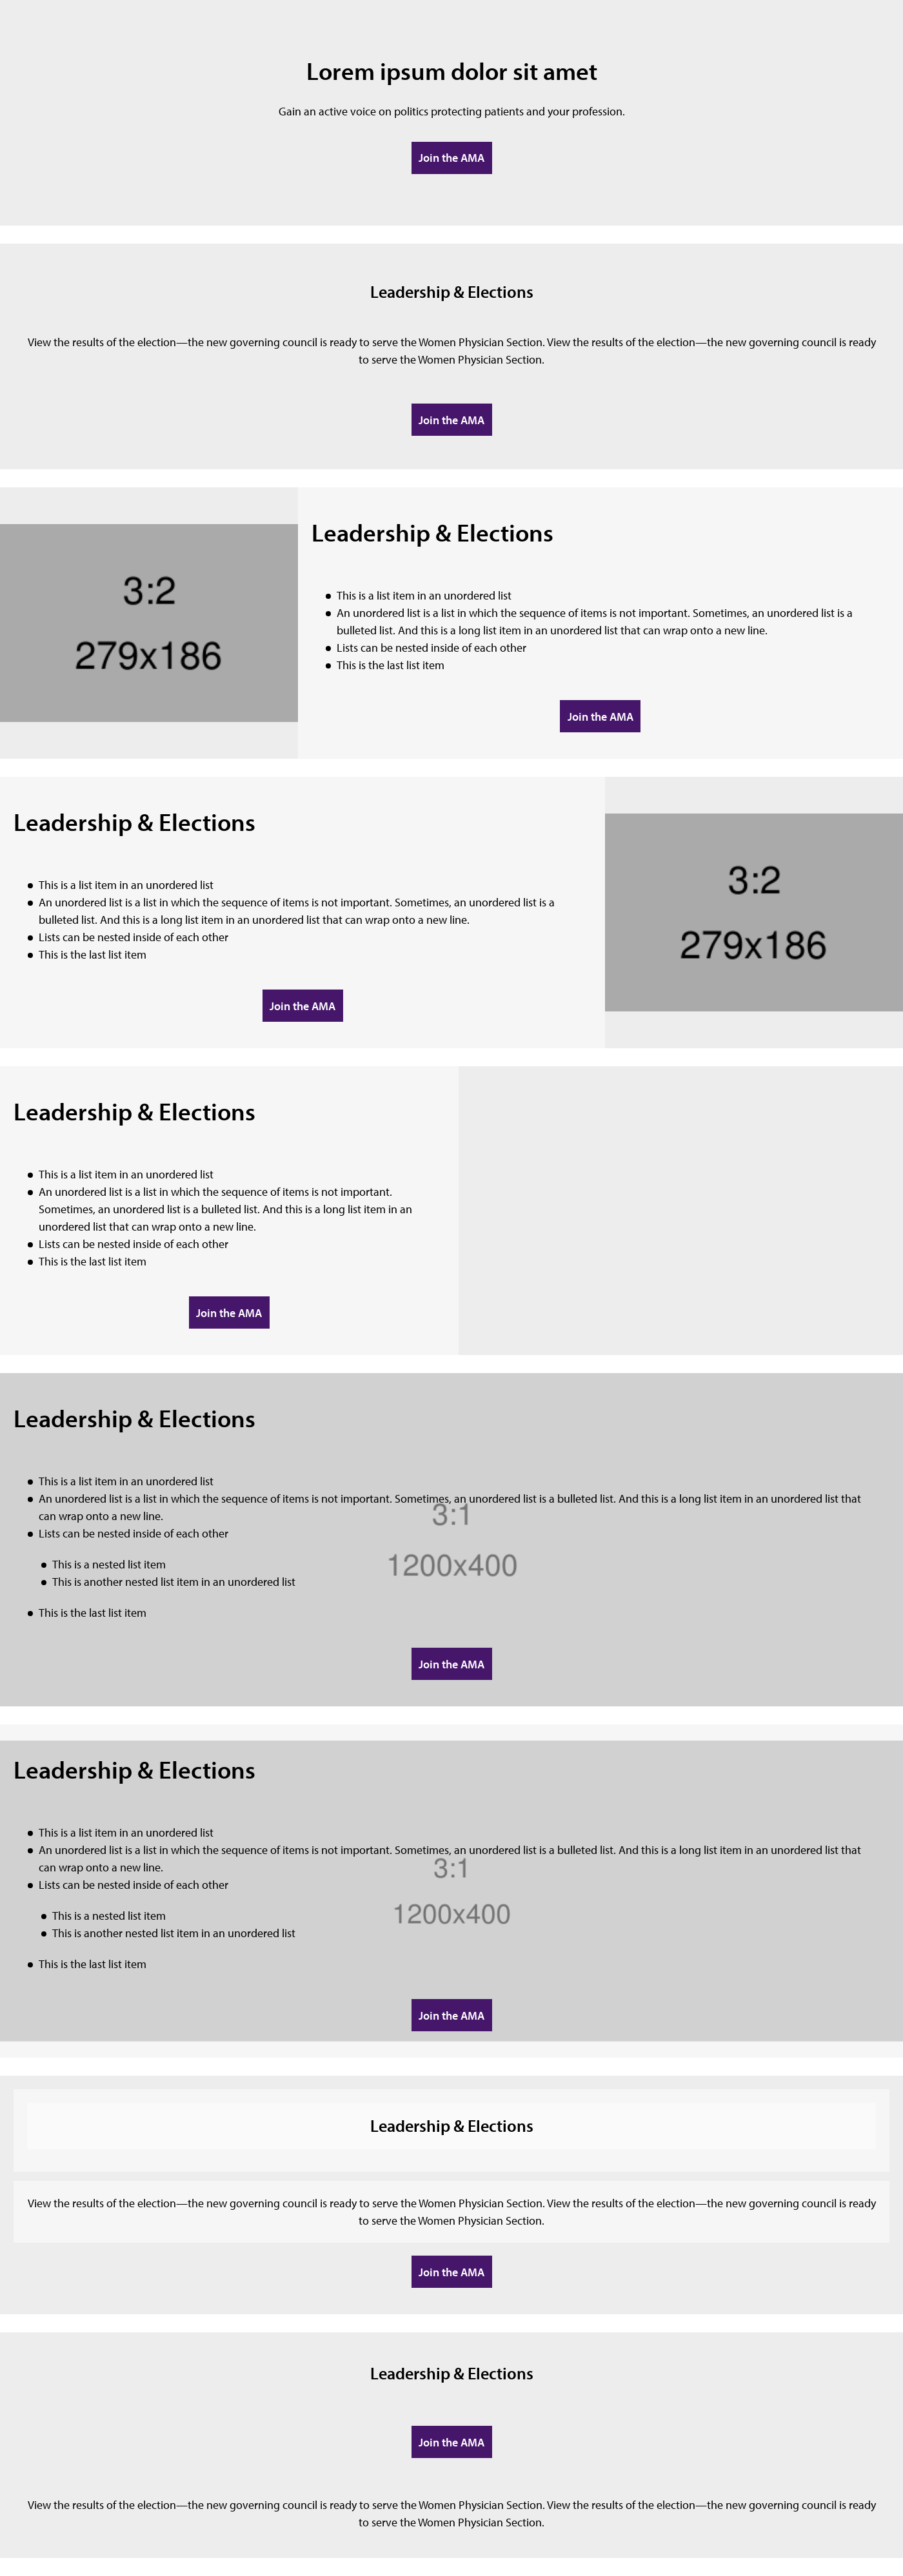 Lorem ipsum dolor sit amet
Gain an active voice on politics protecting patients and your profession.
Join the AMA
Leadership & Elections
View the results of the election—the new governing council is ready to serve the Women Physician Section. View the results of the election—the new governing council is ready
to serve the Women Physician Section.
Join the AMA
3:2
279x186
Leadership & Elections
This is a list item in an unordered list
An unordered list is a list in which the sequence of items is not important. Sometimes, an unordered list is a
bulleted list. And this is a long list item in an unordered list that can wrap onto a new line.
Lists can be nested inside of each other
This is the last list item
Join the AMA
Leadership & Elections
This is a list item in an unordered list
An unordered list is a list in which the sequence of items is not important. Sometimes, an unordered list is a
bulleted list. And this is a long list item in an unordered list that can wrap onto a new line.
Lists can be nested inside of each other
This is the last list item
Join the AMA
3:2
279x186
Leadership & Elections
This is a list item in an unordered list
An unordered list is a list in which the sequence of items is not important.
Sometimes, an unordered list is a bulleted list. And this is a long list item in an
unordered list that can wrap onto a new line.
Lists can be nested inside of each other
This is the last list item
Join the AMA
Leadership & Elections
This is a list item in an unordered list
An unordered list is a list in which the sequence of items is not important. Sometimes, an unordered list is a bulleted list. And this is a long list item in an unordered list that
can wrap onto a new line.
3:1
Lists can be nested inside of each other
1200x400
This is a nested list item
This is another nested list item in an unordered list
This is the last list item
Join the AMA
Leadership & Elections
This is a list item in an unordered list
An unordered list is a list in which the sequence of items is not important. Sometimes, an unordered list is a bulleted list. And this is a long list item in an unordered list that
can wrap onto a new line.
3:1
Lists can be nested inside of each other
1200x400
This is a nested list item
This is another nested list item in an unordered list
This is the last list item
Join the AMA
Leadership & Elections
View the results of the election—the new governing council is ready to serve the Women Physician Section. View the results of the election—the new governing council is ready
to serve the Women Physician Section.
Join the AMA
Leadership & Elections
Join the AMA
View the results of the election—the new governing council is ready to serve the Women Physician Section. View the results of the election—the new governing council is ready
to serve the Women Physician Section.